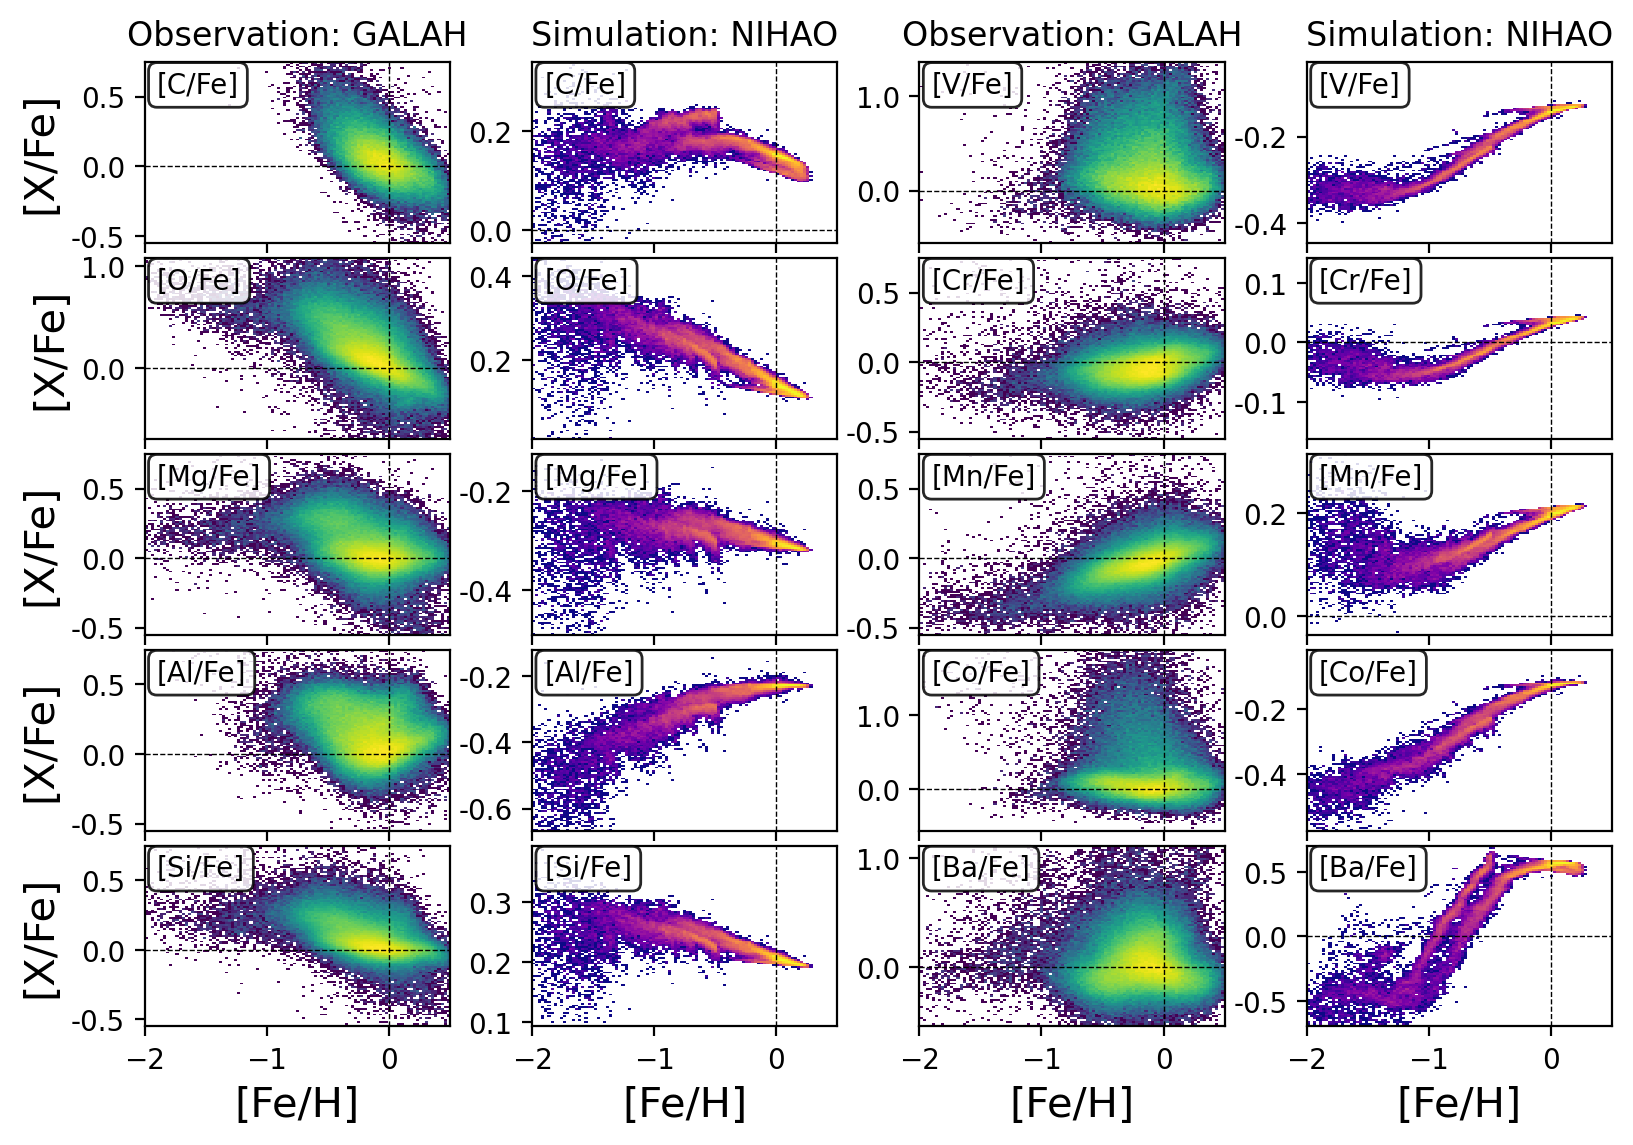 Observation: GALAH Simulation: NIHAO Observation: GALAH Simulation: NIHAO
[X/Fe] 0.5 0.0 -0.5 [C/Fe] 0.2 0.0 [C/Fe] 1.0 0.0 [V/Fe] -0.2 -0.4 [V/Fe]
[X/Fe] 1.0 0.0 [O/Fe] 0.4 0.2 [O/Fe] 0.5 0.0 -0.5 [Cr/Fe] 0.1 0.0 -0.1 [Cr/Fe]
[X/Fe] 0.5 0.0 -0.5 [Mg/Fe] -0.2 -0.4 [Mg/Fe] 0.5 0.0 -0.5 [Mn/Fe] 0.2 0.0 [Mn/Fe]
[X/Fe] 0.5 0.0 -0.5 [Al/Fe] -0.2 -0.4 -0.6 [Al/Fe] 1.0 0.0 [Co/Fe] -0.2 -0.4 [Co/Fe]
[X/Fe] 0.5 0.0 -0.5 [Si/Fe] 0.3 0.2 0.1 [Si/Fe] 1.0 0.0 [Ba/Fe] 0.5 0.0 -0.5 [Ba/Fe]
−2 −1 0 −2 −1 0 −2 −1 0 −2 −1 0
[Fe/H] [Fe/H] [Fe/H] [Fe/H]